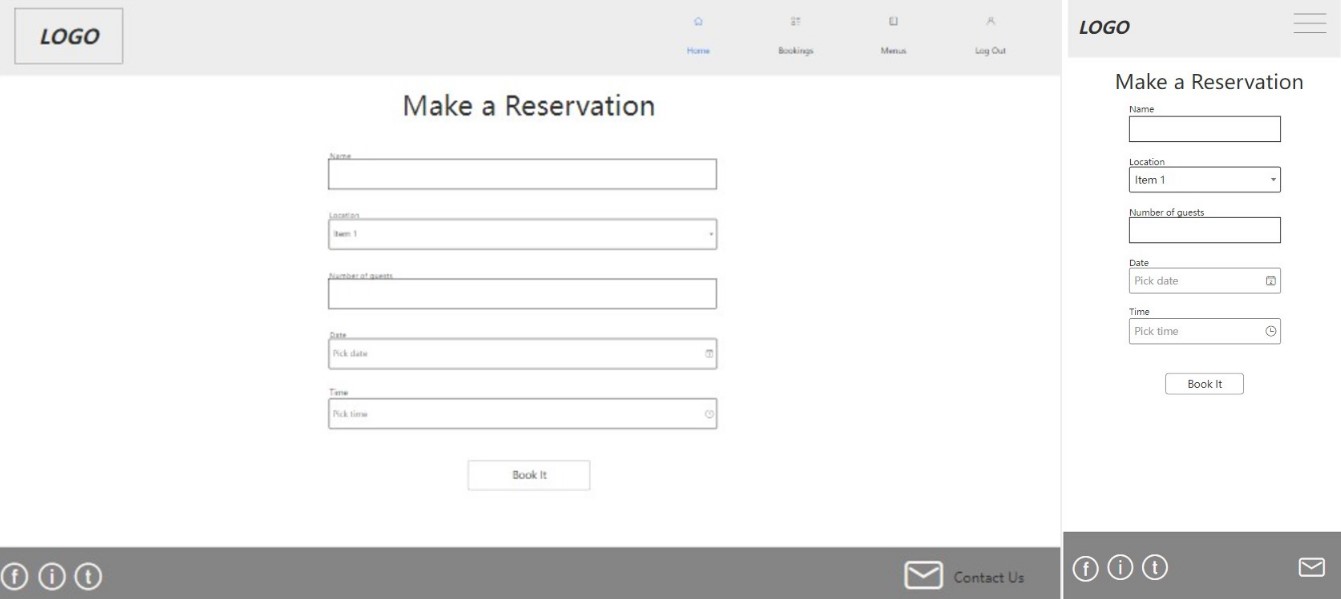 LOGO
Home Bookings Menus Log Out
Make a Reservation
Name
Location
Item 1
Number of guests
Date
Pick date
Time
Pick time
Book It
f i t
Contact Us
LOGO
Make a Reservation
Name
Location
Item 1
Number of guests
Date
Pick date
Time
Pick time
Book It
f i t